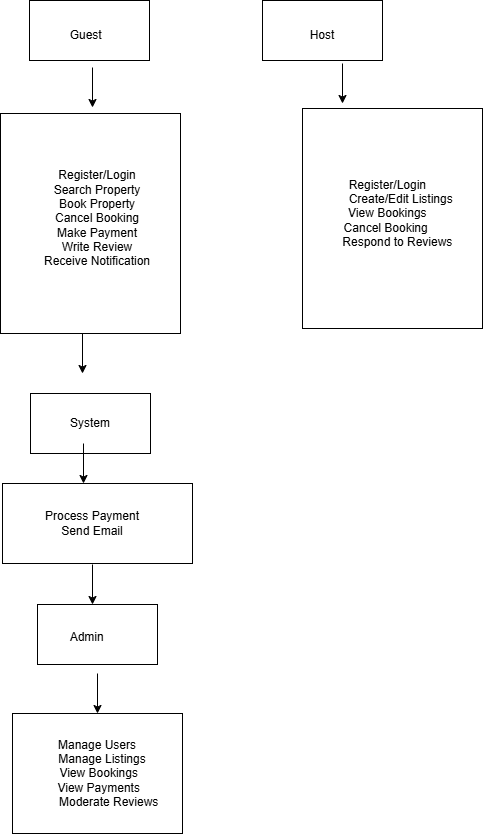 Guest
Host
Register/Login
Search Property
Book Property
Cancel Booking
Make Payment
Write Review
Receive Notification
Register/Login
Create/Edit Listings
View Bookings
Cancel Booking
Respond to Reviews
System
Process Payment
Send Email
Admin
Manage Users
Manage Listings
View Bookings
View Payments
Moderate Reviews